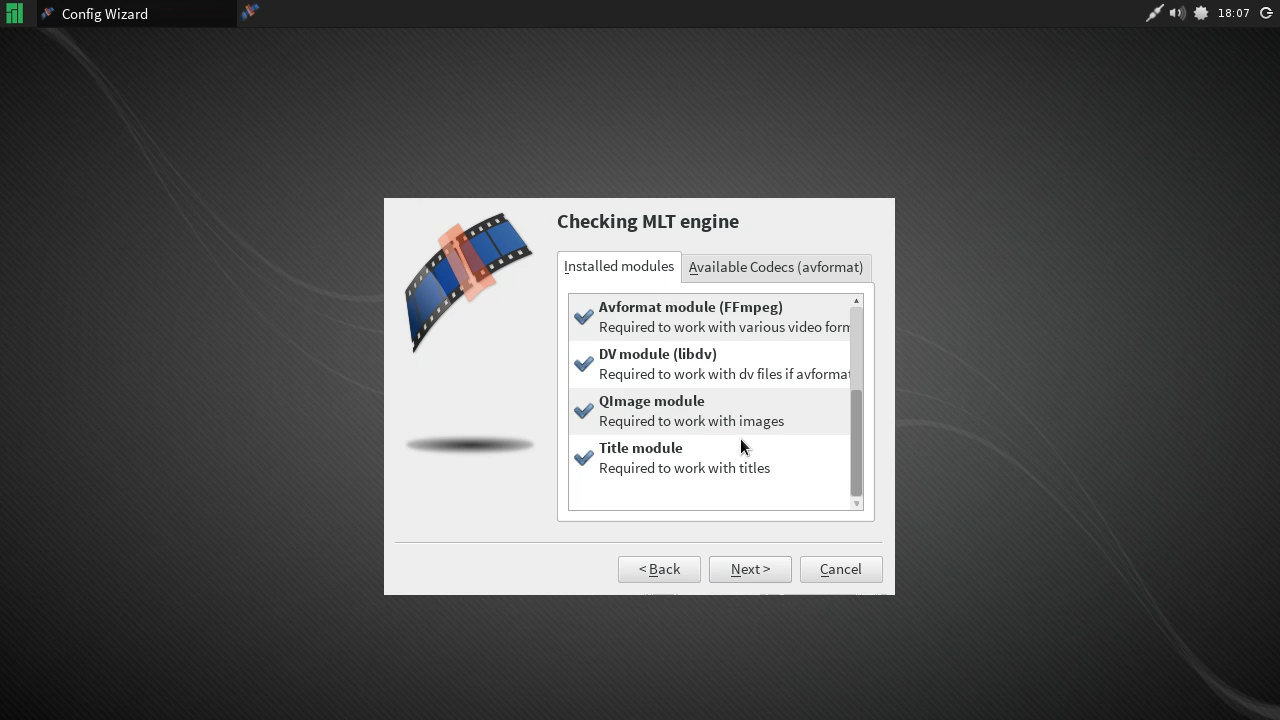 Config Wizard
18:07
Checking MLT engine
Installed modules
Available Codecs (avformat)
Avformat module (FFmpeg)
Required to work with various video form
DV module (libdv)
Required to work with dv files if avformat
QImage module
Required to work with images
Title module
Required to work with titles
< Back
Next >
Cancel